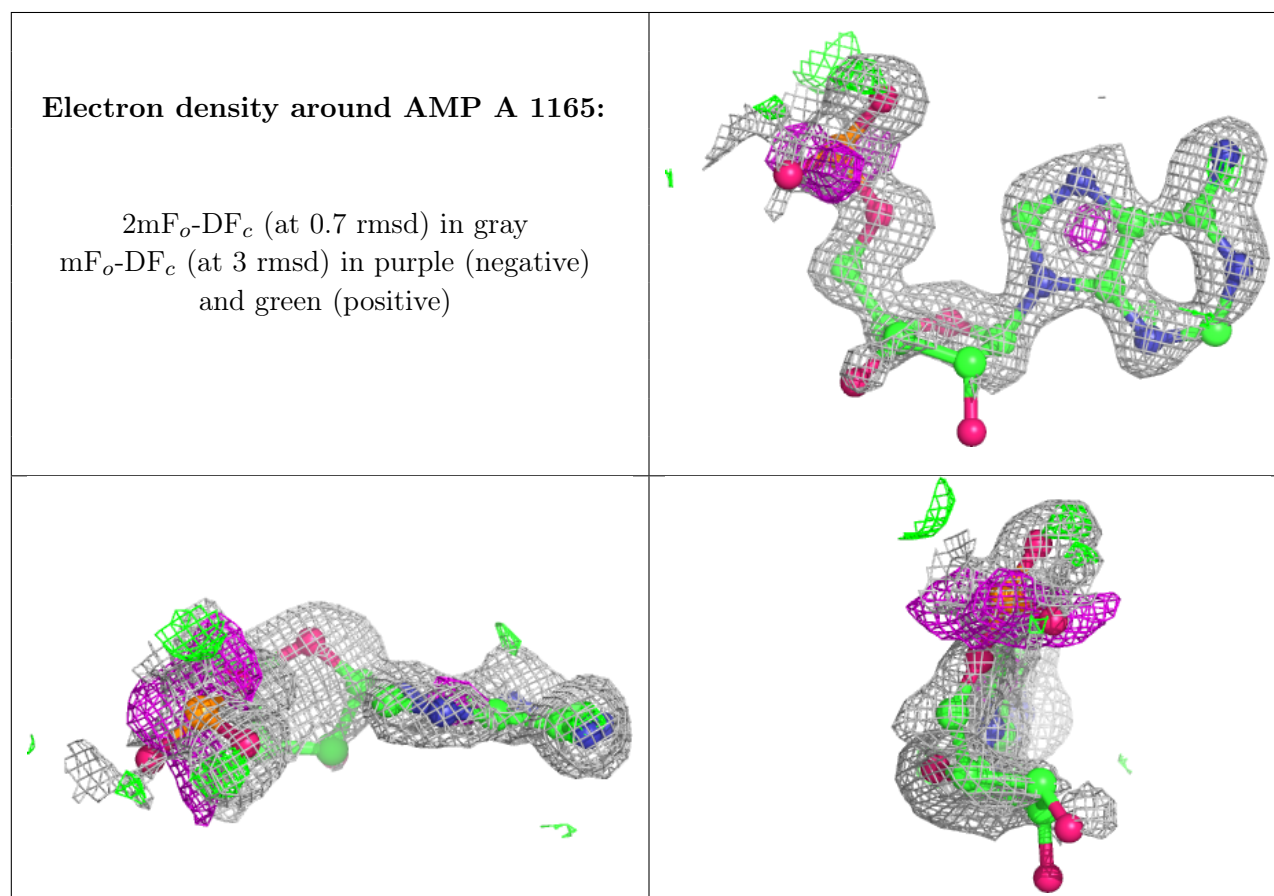 Electron density around AMP A 1165:
2mFo-DFc (at 0.7 rmsd) in gray
mFo-DFc (at 3 rmsd) in purple (negative)
and green (positive)